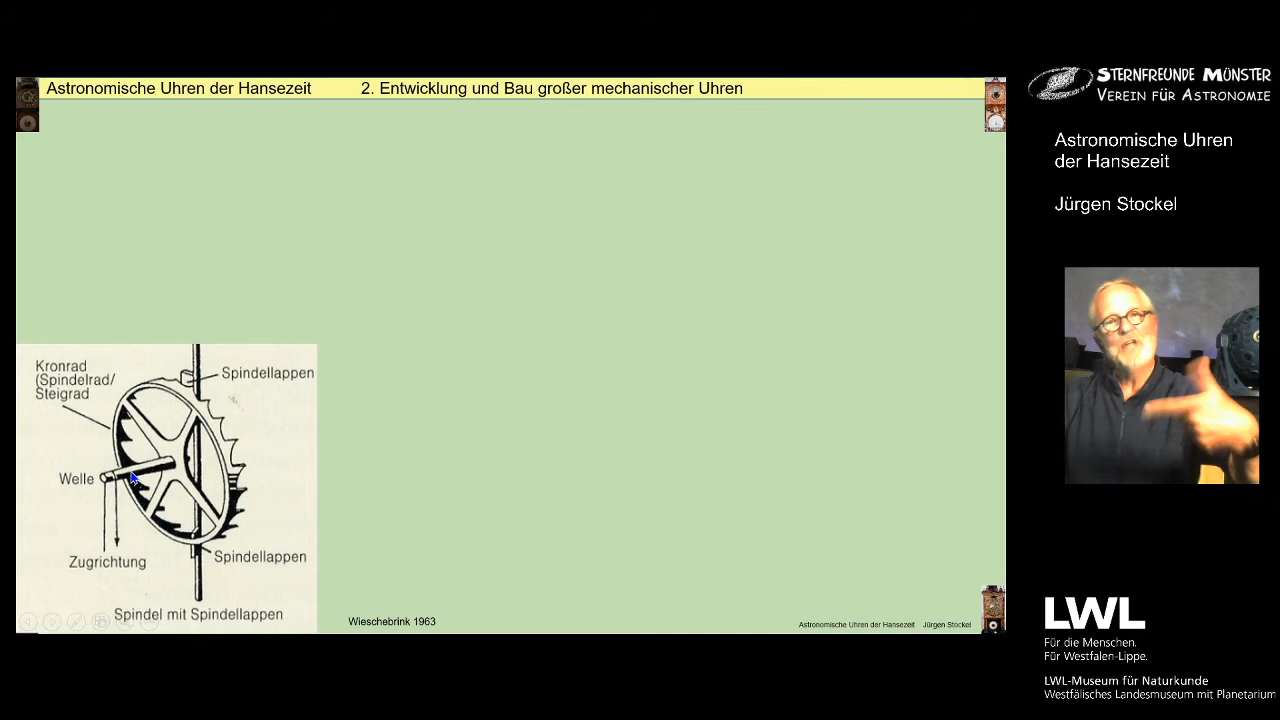 Astronomische Uhren der Hansezeit 2. Entwicklung und Bau großer mechanischer Uhren
Kronrad
(Spindelrad/
Steigrad
Spindellappen
Welle
Zugrichtung
Spindellappen
Spindel mit Spindellappen
Wieschebrink 1963
Astronomische Uhren der Hansezeit Jürgen Stockel
STERNFREUNDE MÜNSTER
VEREIN FÜR ASTRONOMIE
Astronomische Uhren
der Hansezeit
Jürgen Stockel
LWL
Für die Menschen.
Für Westfalen-Lippe.
LWL-Museum für Naturkunde
Westfälisches Landesmuseum mit Planetarium